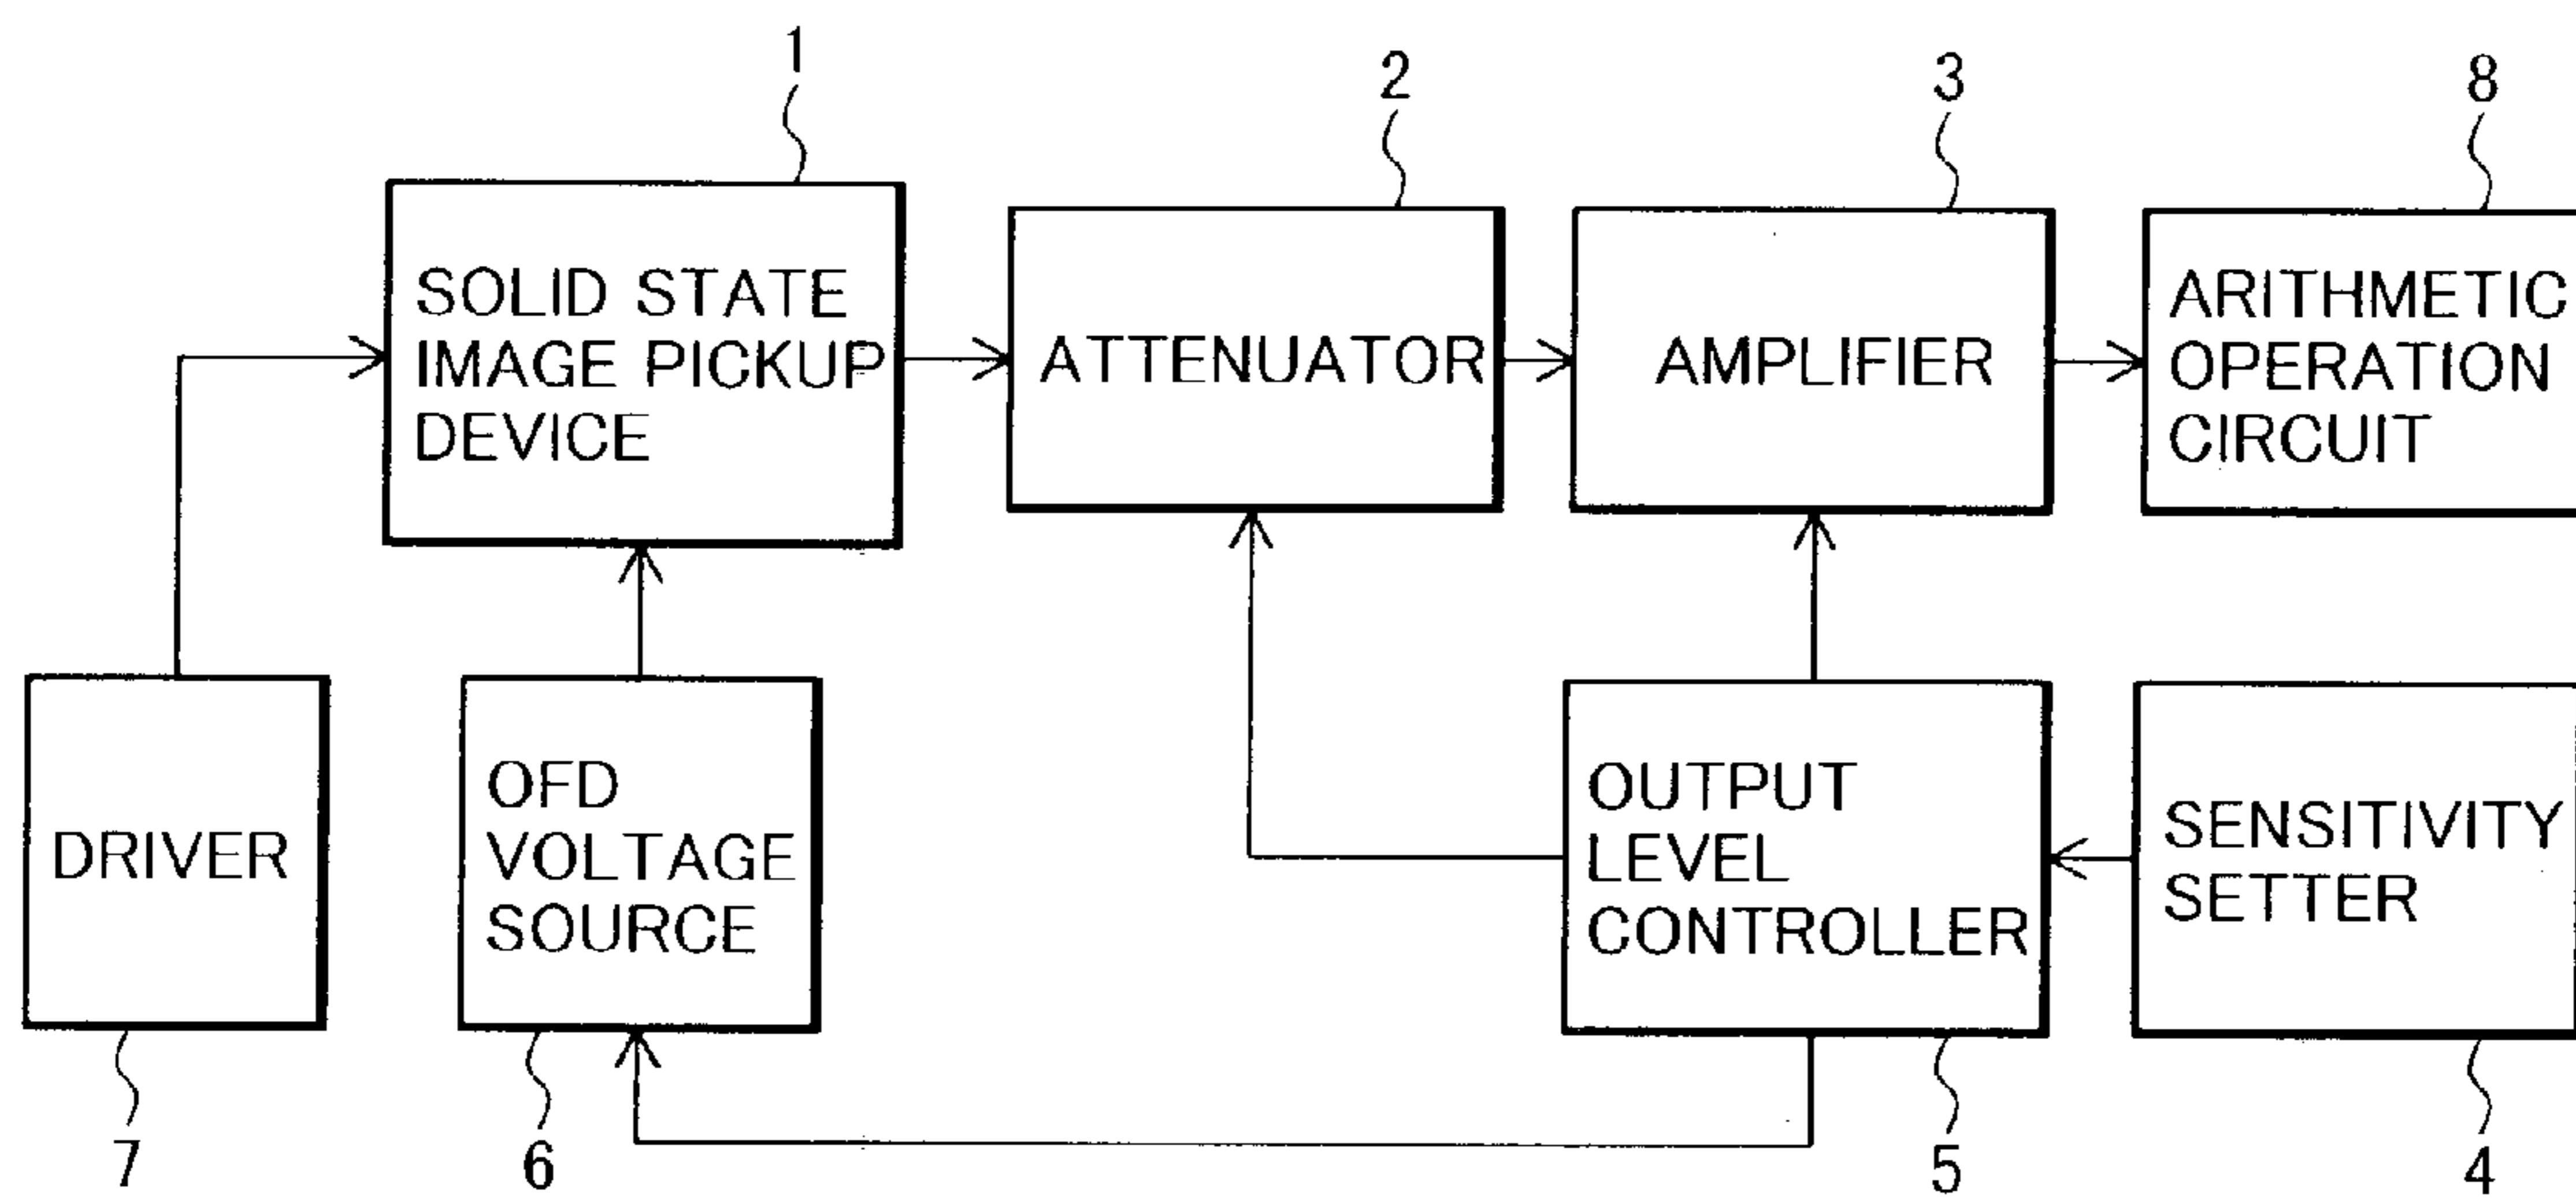 1
2
3
8
SOLID STATE
IMAGE PICKUP
DEVICE
ATTENUATOR
AMPLIFIER
ARITHMETIC
OPERATION
CIRCUIT
DRIVER
OFD
VOLTAGE
SOURCE
OUTPUT
LEVEL
CONTROLLER
SENSITIVITY
SETTER
7
6
5
4